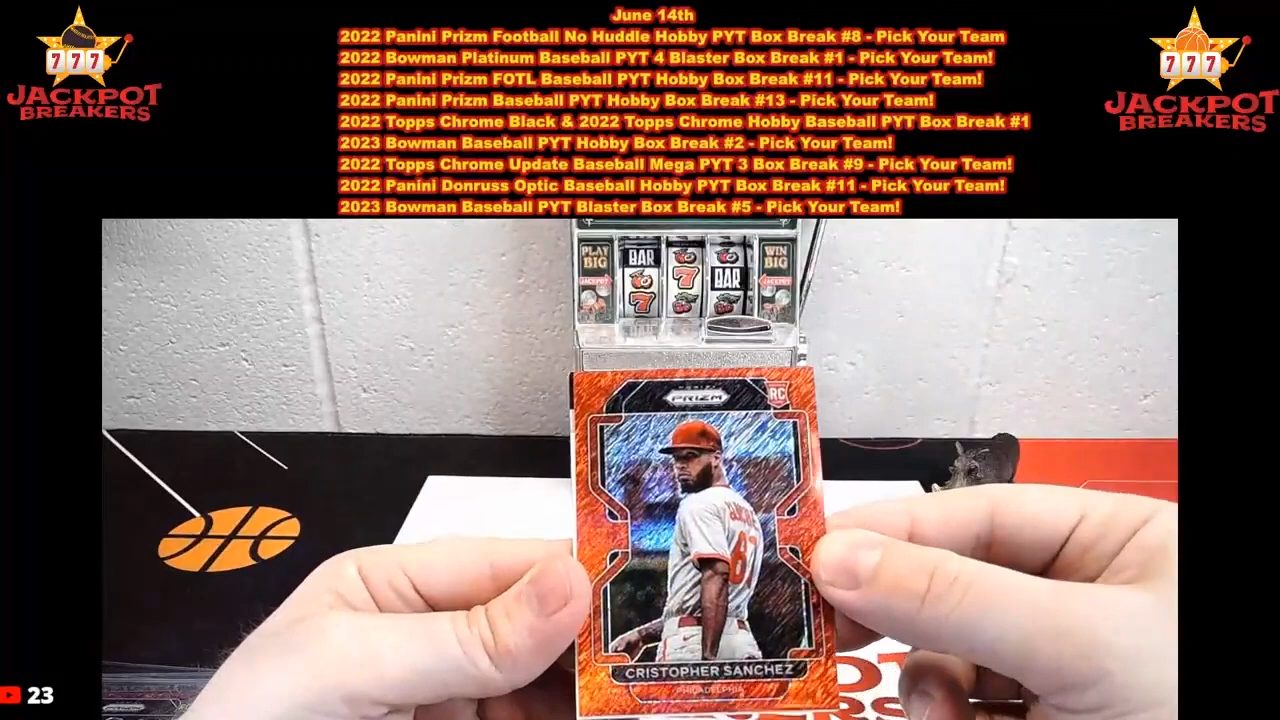 June 14th
2022 Panini Prizm Football No Huddle Hobby PYT Box Break #8 - Pick Your Team
2022 Bowman Platinum Baseball PYT 4 Blaster Box Break #1 - Pick Your Team!
2022 Panini Prizm FOTL Baseball PYT Hobby Box Break #11 - Pick Your Team!
2022 Panini Prizm Baseball PYT Hobby Box Break #13 - Pick Your Team!
2022 Topps Chrome Black & 2022 Topps Chrome Hobby Baseball PYT Box Break #1
2023 Bowman Baseball PYT Hobby Box Break #2 - Pick Your Team!
2022 Topps Chrome Update Baseball Mega PYT 3 Box Break #9 - Pick Your Team!
2022 Panini Donruss Optic Baseball Hobby PYT Box Break #11 - Pick Your Team!
2023 Bowman Baseball PYT Blaster Box Break #5 - Pick Your Team!
777
JACKPOT
BREAKERS
777
JACKPOT
BREAKERS
PLAY
BIG
JACKPOT
BAR
7
7
BAR
WIN
BIG
PANINI
PRIZM
RC
CRISTOPHER SANCHEZ
PHILADELPHIA
23